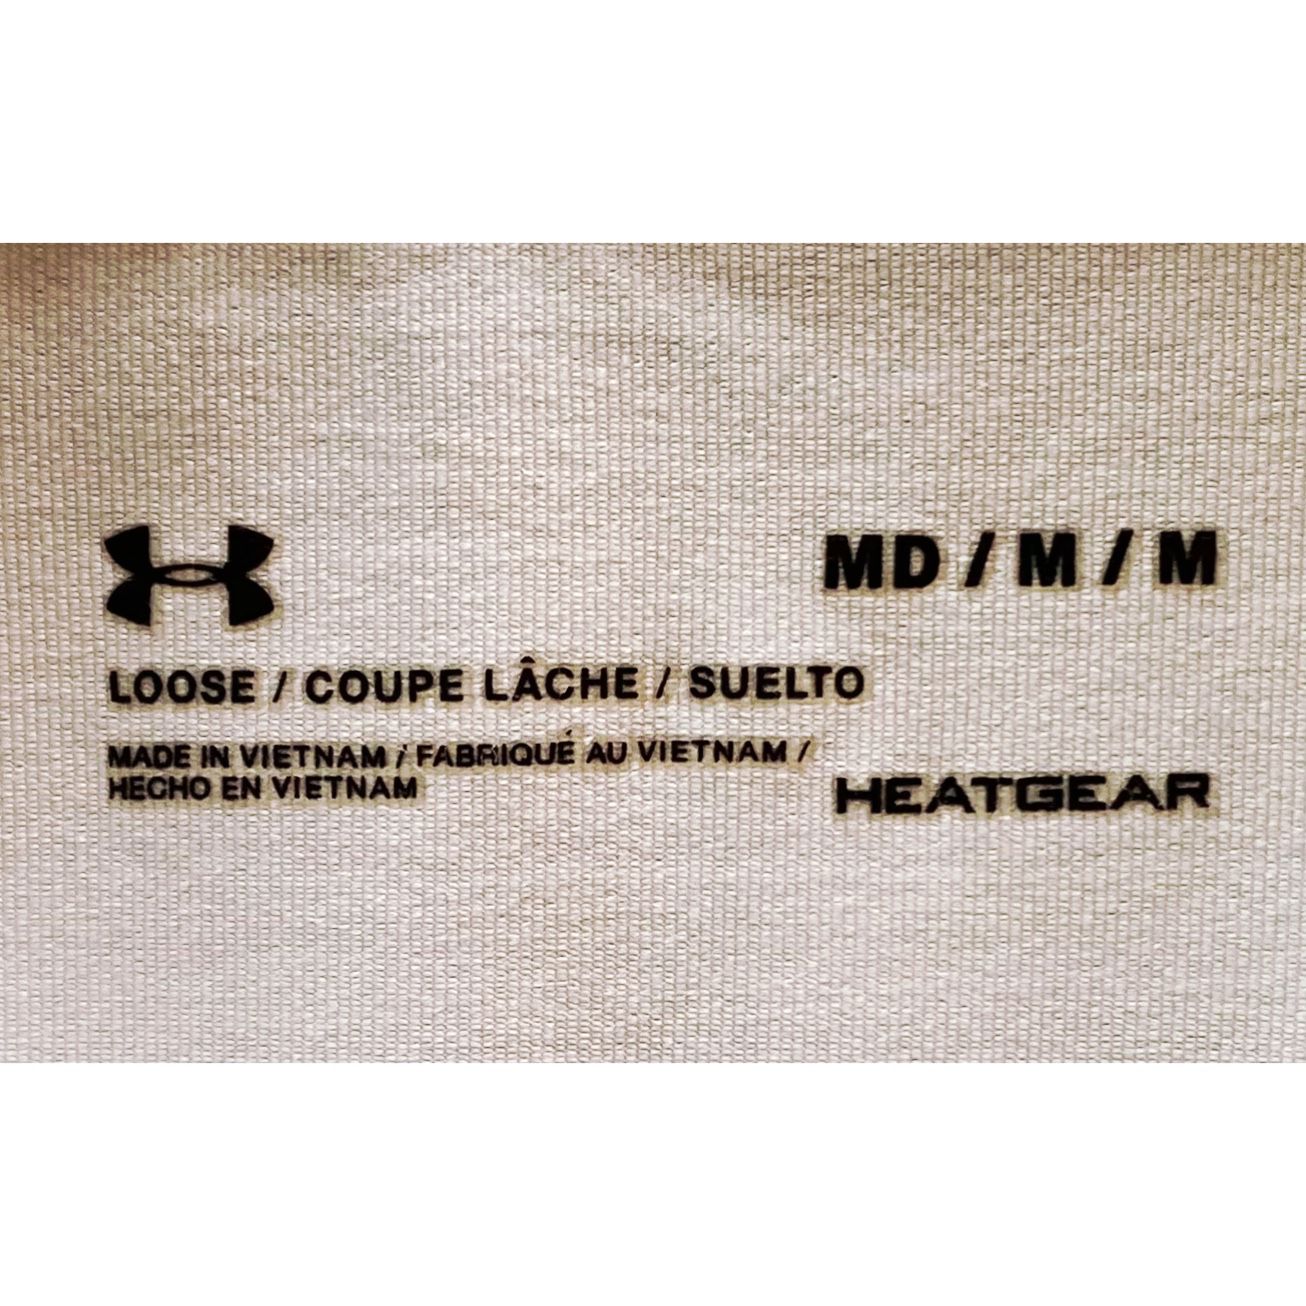 MD / M / M
LOOSE / COUPE LÂCHE / SUELTO
MADE IN VIETNAM / FABRIQUÉ AU VIETNAM /
HECHO EN VIETNAM
HEATGEAR